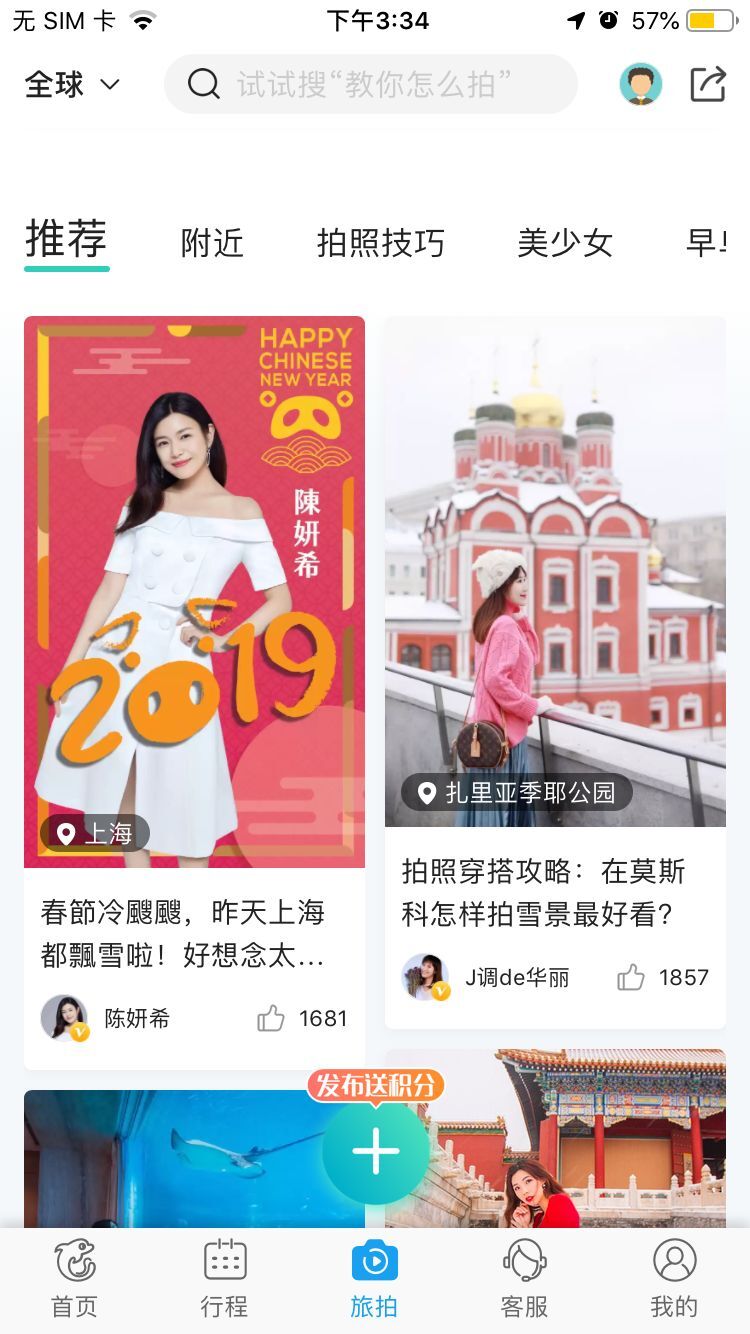 无 SIM 卡
下午3:34
57%
全球
试试搜“教你怎么拍”
推荐
附近
拍照技巧
美少女
HAPPY
CHINESE
NEW YEAR
陳妍希
2019
上海
春節冷颼颼，昨天上海
都飄雪啦！好想念太...
陈妍希
1681
扎里亚季耶公园
拍照穿搭攻略：在莫斯
科怎样拍雪景最好看？
J调de华丽
1857
发布送积分
首页
行程
旅拍
客服
我的